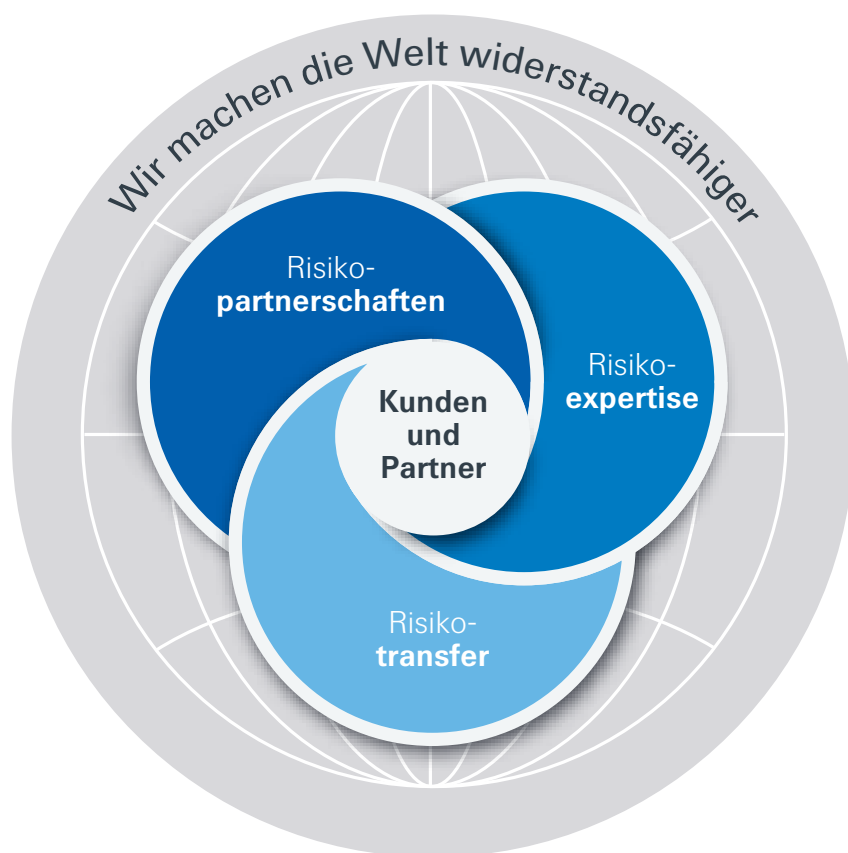 Wir machen die Welt widerstandsfähiger
Risiko-
partnerschaften
Risiko-
expertise
Kunden
und
Partner
Risiko-
transfer